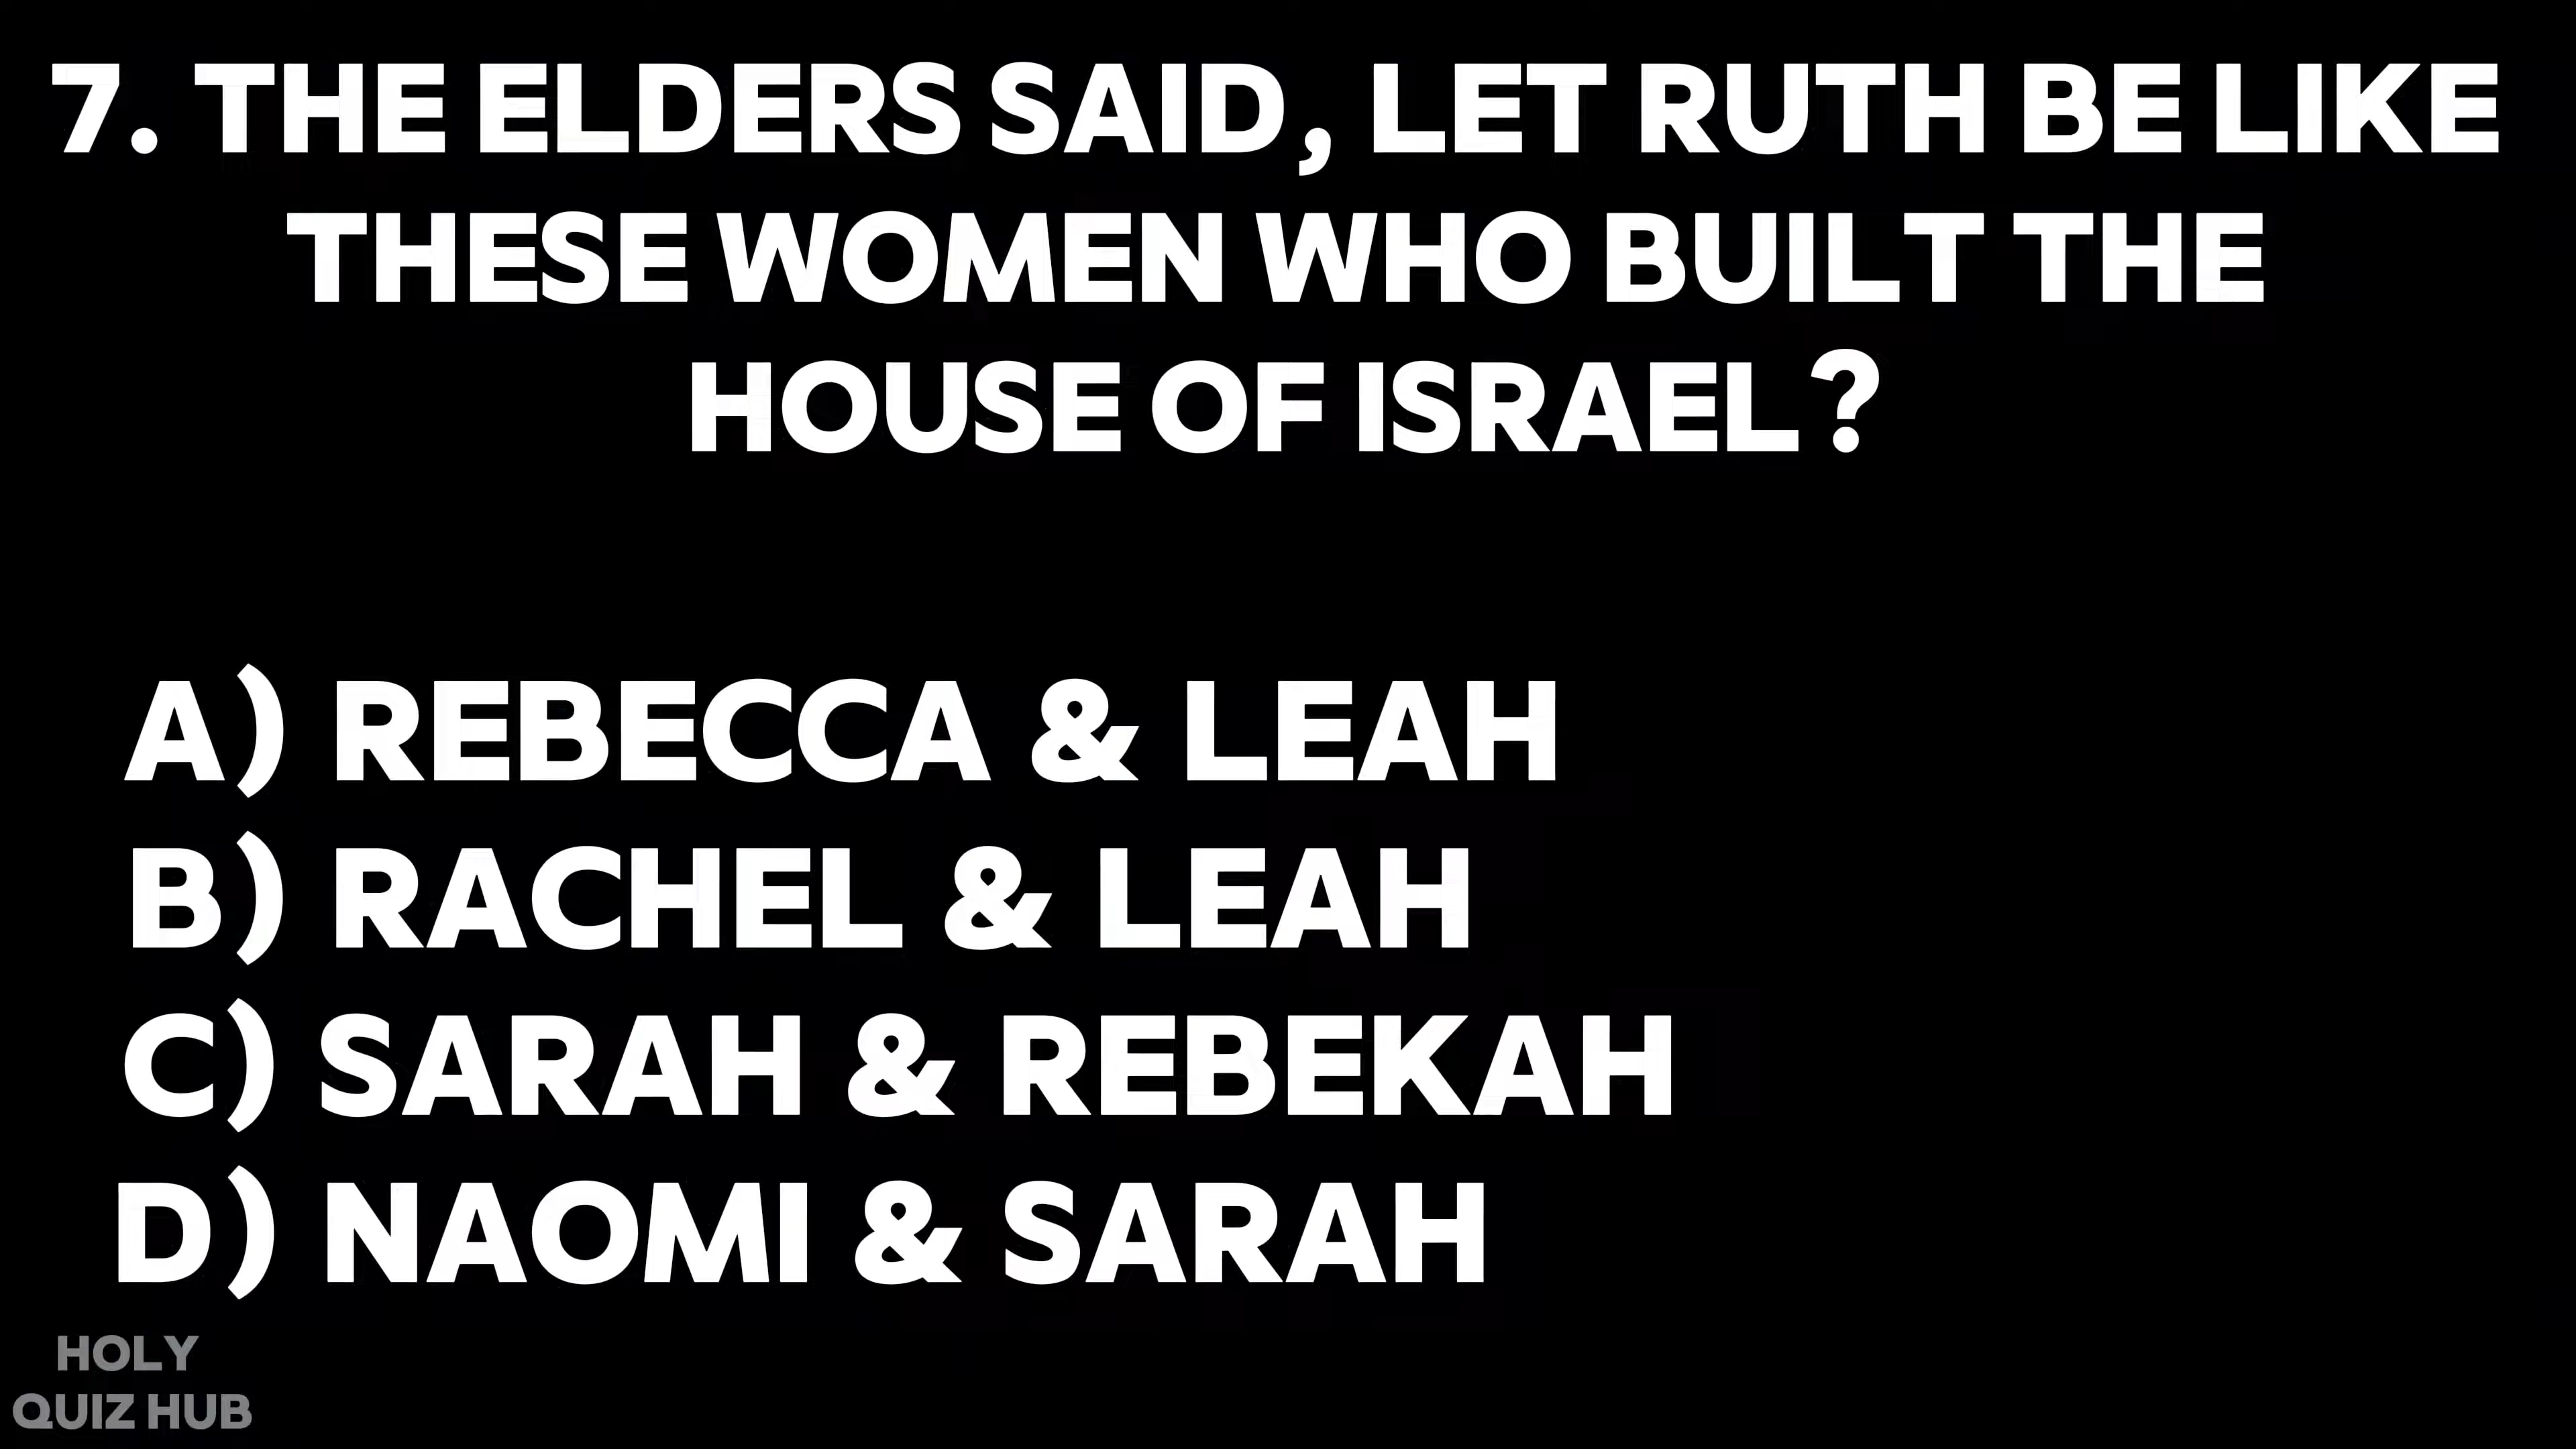 7. THE ELDERS SAID, LET RUTH BE LIKE
THESE WOMEN WHO BUILT THE
HOUSE OF ISRAEL?
A) REBECCA & LEAH
B) RACHEL & LEAH
C) SARAH & REBEKAH
D) NAOMI & SARAH
HOLY
QUIZ HUB